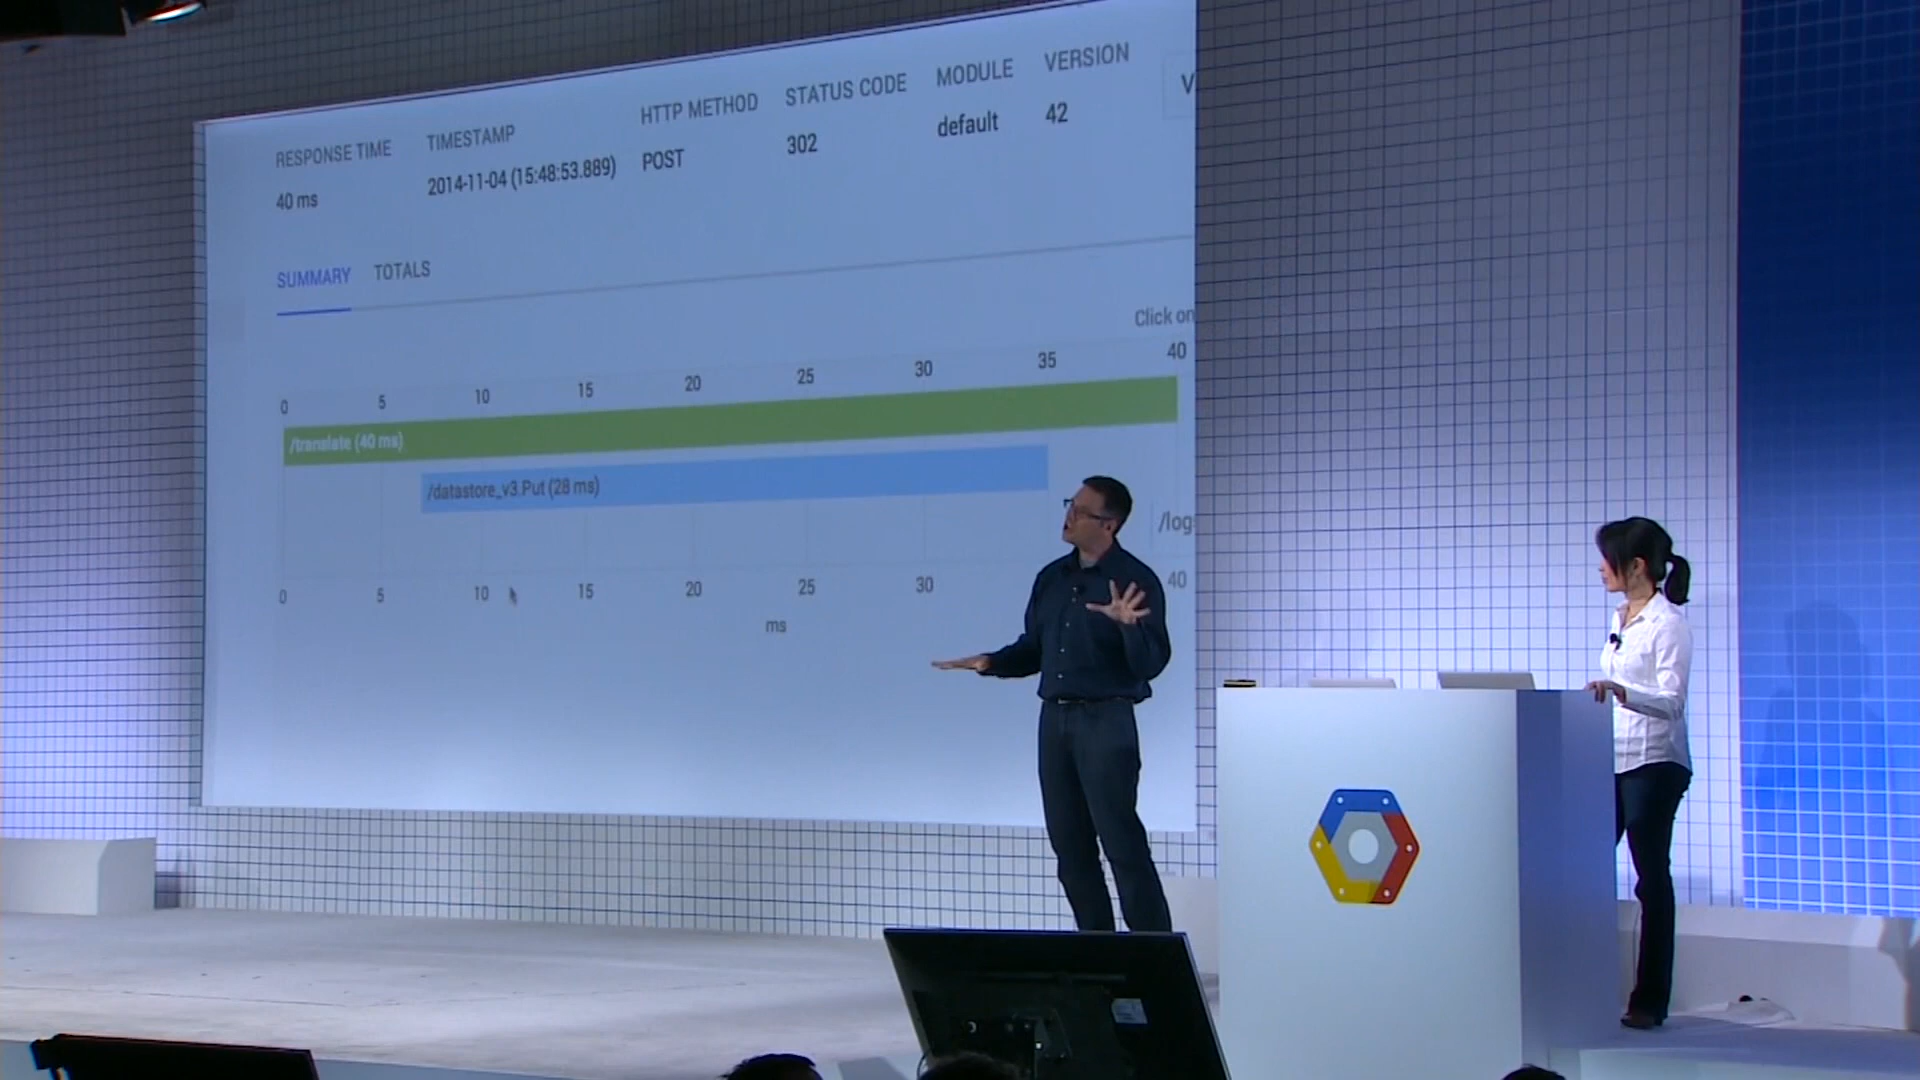 RESPONSE TIME TIMESTAMP HTTP METHOD STATUS CODE MODULE VERSION
40 ms 2014-11-04 (15:48:53.889) POST 302 default 42 V
SUMMARY TOTALS
Click on
0 5 10 15 20 25 30 35 40
/translate (40 ms)
/datastore_v3.Put (28 ms)
/log
0 5 10 15 20 25 30 40
ms